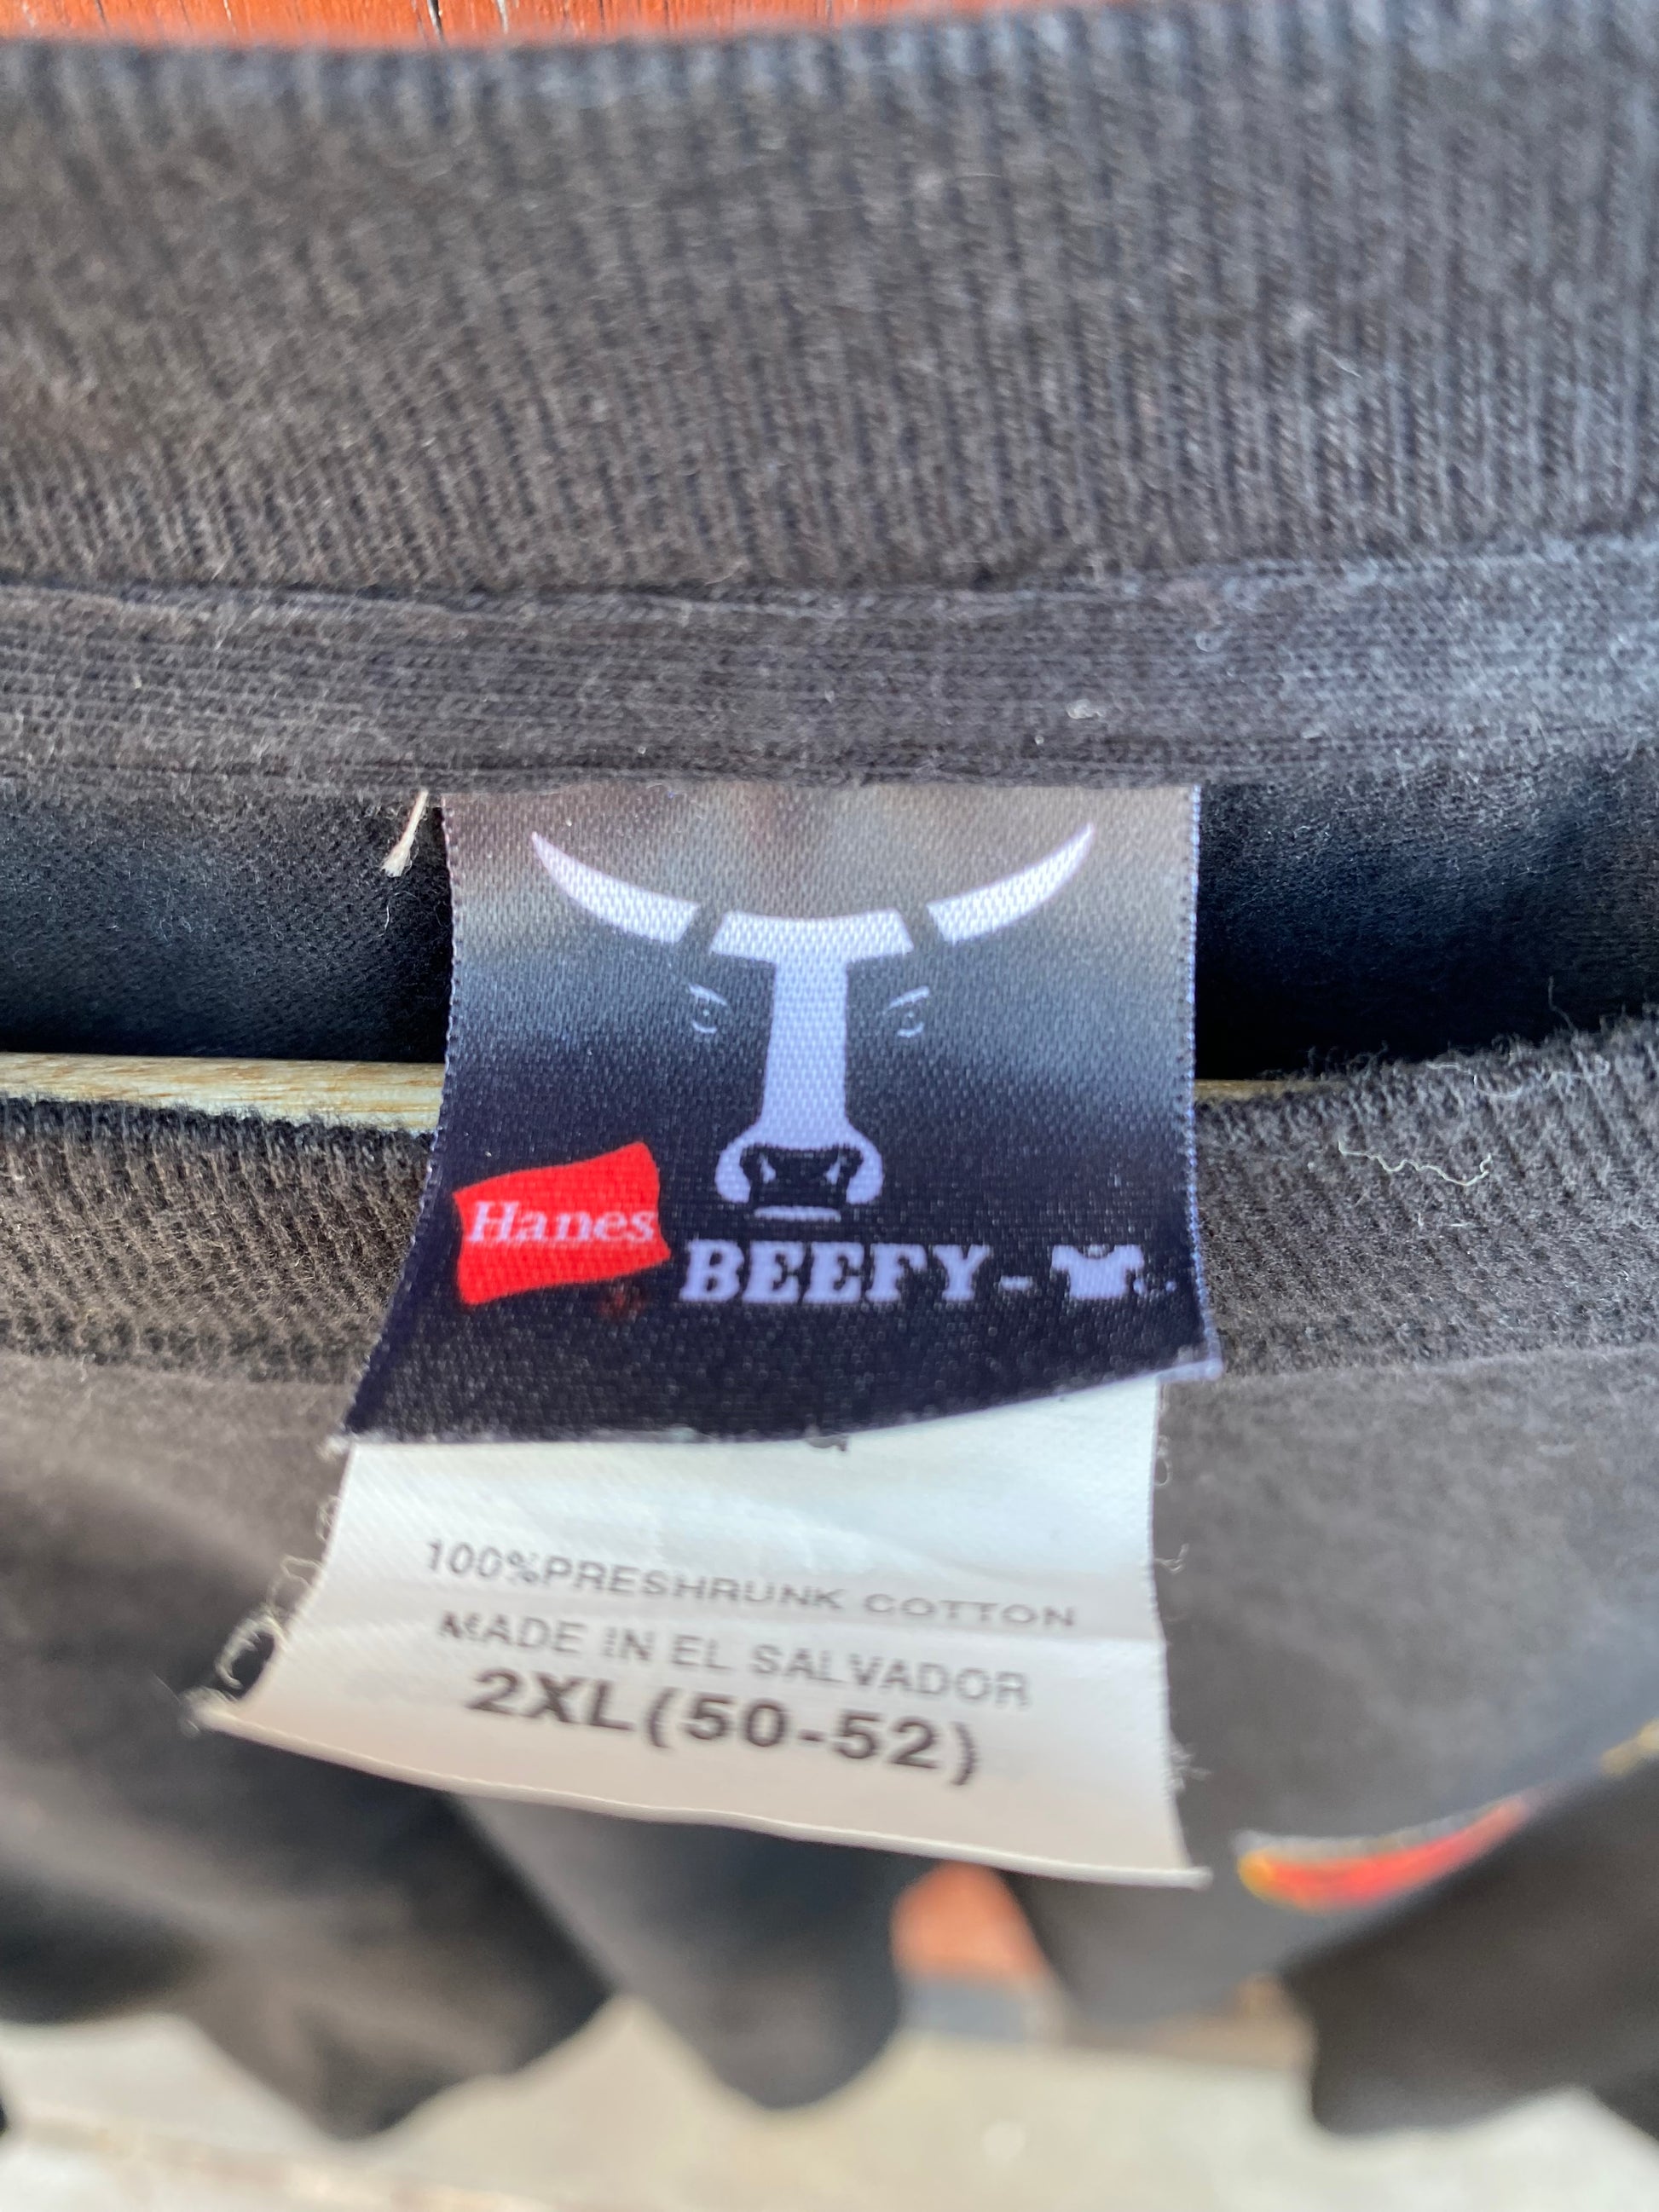 Hanes
BEEFY-
100%PRESHRUNK COTTON
MADE IN EL SALVADOR
2XL(50-52)